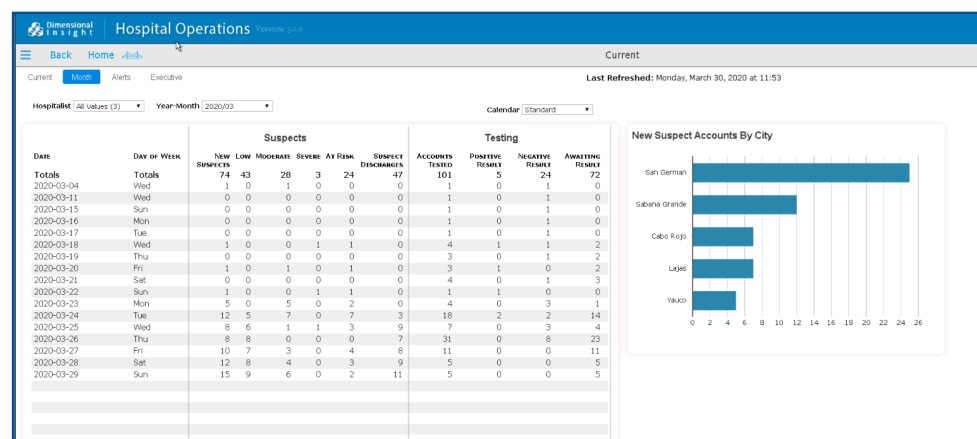 Dimensional
Insight
Hospital Operations
Back Home
Current
Current Month Alerts Executive
Last Refreshed: Monday, March 30, 2020 at 11:53
Hospitalist All Values (3) Year-Month 2020/03
Calendar Standard
Suspects Testing
Date Day of Week New Suspects Low Moderate Severe At Risk Suspect Discharges Accounts Tested Positive Result Negative Result Awaiting Result
Totals Totals 74 43 28 3 24 47 101 5 24 72
2020-03-04 Wed 1 0 1 0 0 0 1 0 1 0
2020-03-11 Wed 0 0 0 0 0 0 1 0 1 0
2020-03-15 Sun 0 0 0 0 0 0 1 0 1 0
2020-03-16 Mon 0 0 0 0 0 0 1 0 1 0
2020-03-17 Tue 0 0 0 0 0 0 1 0 1 0
2020-03-18 Wed 1 0 0 1 1 0 4 1 1 2
2020-03-19 Thu 0 0 0 0 0 0 3 0 1 2
2020-03-20 Fri 1 0 1 0 1 0 3 1 0 2
2020-03-21 Sat 0 0 0 0 0 0 4 0 1 3
2020-03-22 Sun 1 0 0 1 1 0 1 1 0 0
2020-03-23 Mon 5 0 5 0 2 0 4 0 3 1
2020-03-24 Tue 12 5 7 0 7 3 18 2 2 14
2020-03-25 Wed 8 6 1 1 3 9 7 0 3 4
2020-03-26 Thu 8 8 0 0 0 7 31 0 8 23
2020-03-27 Fri 10 7 3 0 4 8 11 0 0 11
2020-03-28 Sat 12 8 4 0 3 9 5 0 0 5
2020-03-29 Sun 15 9 6 0 2 11 5 0 0 5
New Suspect Accounts By City
San German
Sabana Grande
Cabo Rojo
Lajas
Yauco
0 2 4 6 8 10 12 14 16 18 20 22 24 26